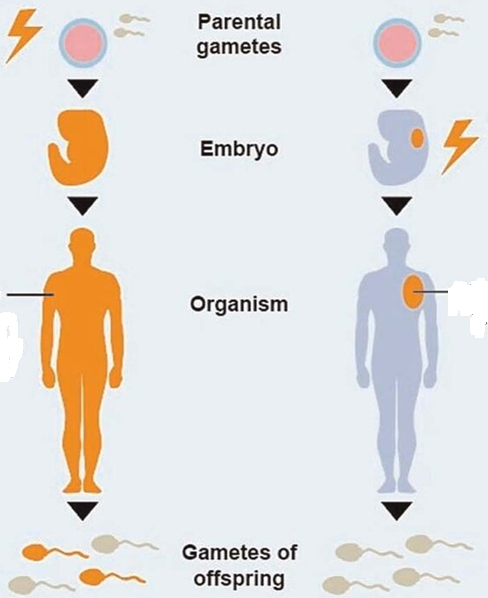 Parental
gametes
Embryo
Organism
Gametes of
offspring